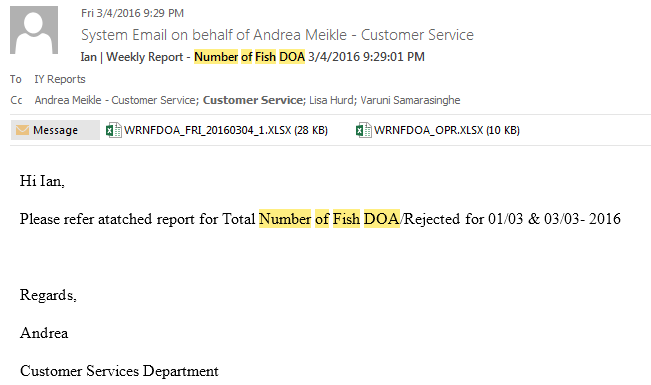 Fri 3/4/2016 9:29 PM
System Email on behalf of Andrea Meikle - Customer Service
Ian | Weekly Report - Number of Fish DOA 3/4/2016 9:29:01 PM
To IY Reports
Cc Andrea Meikle - Customer Service; Customer Service; Lisa Hurd; Varuni Samarasinghe
Message WRNFDOA_FRI_20160304_1.XLSX (28 KB) WRNFDOA_OPR.XLSX (10 KB)
Hi Ian,
Please refer atatched report for Total Number of Fish DOA/Rejected for 01/03 & 03/03- 2016
Regards,
Andrea
Customer Services Department